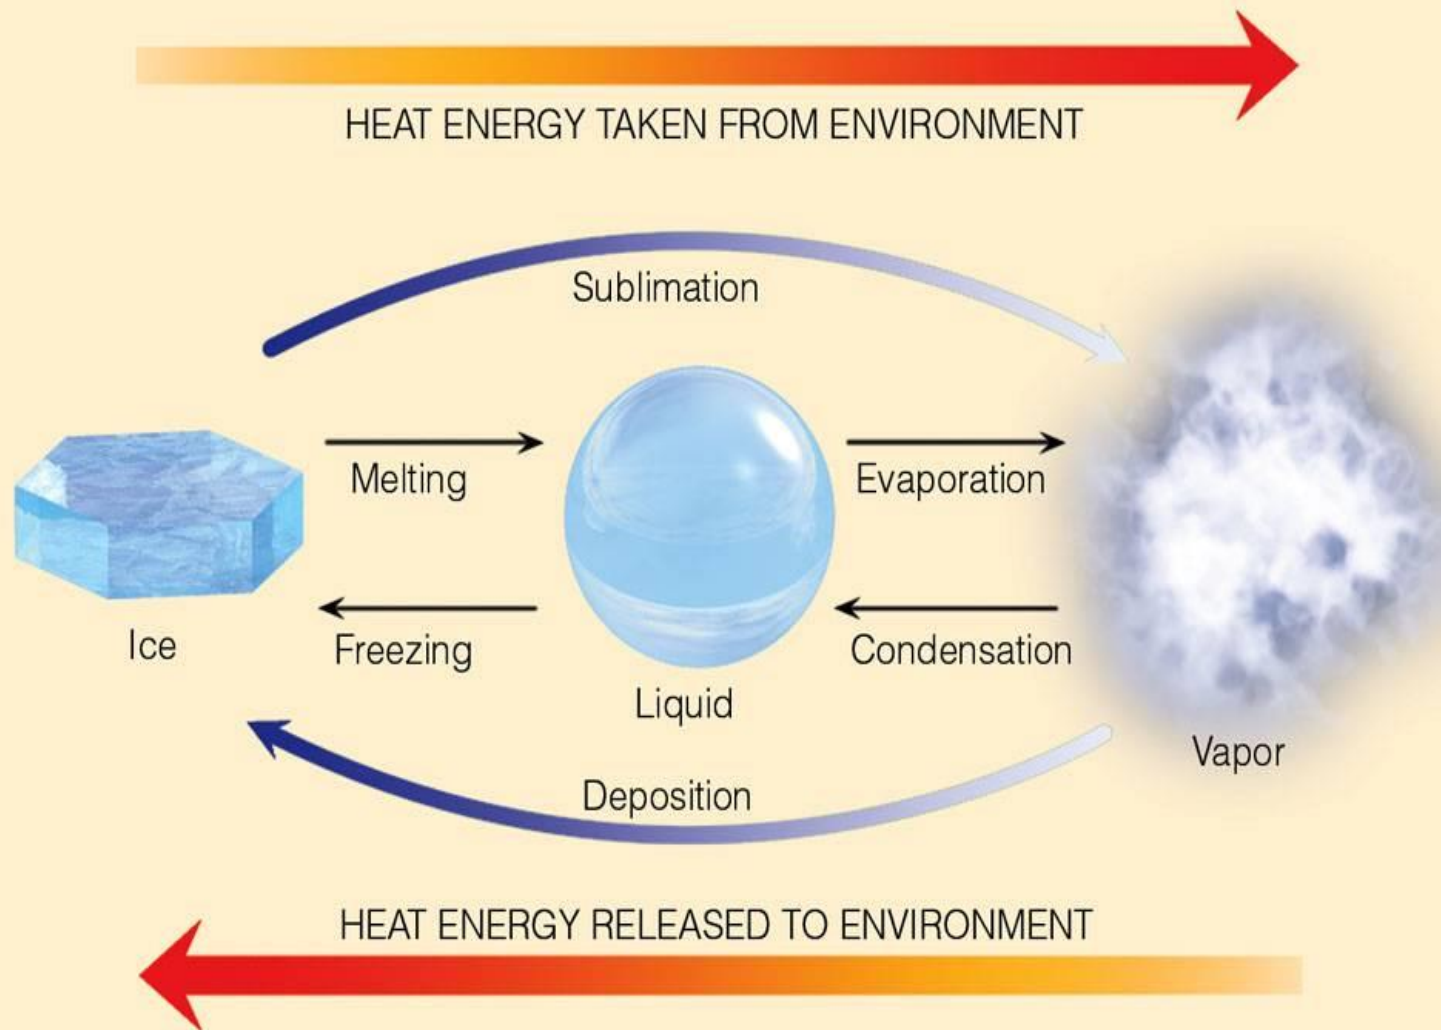 HEAT ENERGY TAKEN FROM ENVIRONMENT
Sublimation
Melting
Evaporation
Ice
Freezing
Condensation
Liquid
Vapor
Deposition
HEAT ENERGY RELEASED TO ENVIRONMENT